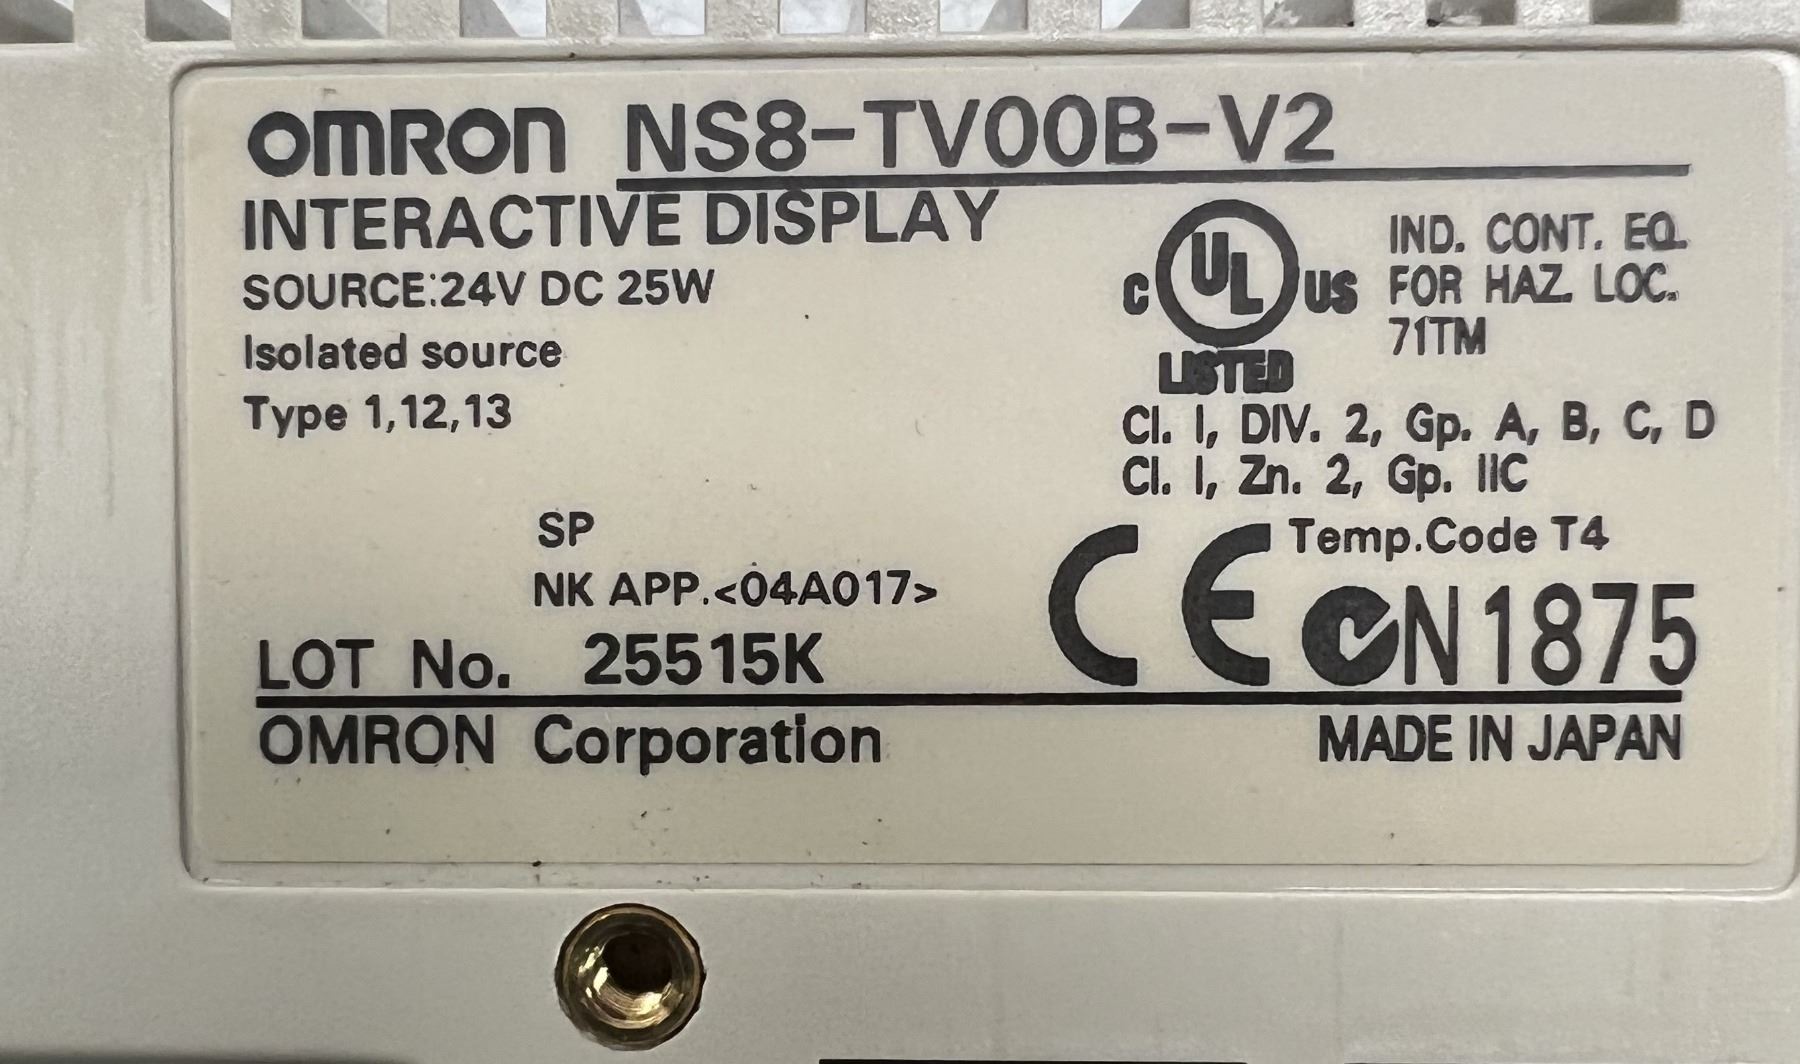 OMRON NS8-TV00B-V2
INTERACTIVE DISPLAY
SOURCE:24V DC 25W
Isolated source
Type 1,12,13
C UL US
LISTED
IND. CONT. EQ.
FOR HAZ. LOC.
71TM
Cl. I, DIV. 2, Gp. A, B, C, D
Cl. I, Zn. 2, Gp. IIC
Temp.Code T4
SP
NK APP.<04A017>
CE N1875
LOT No. 25515K
OMRON Corporation
MADE IN JAPAN